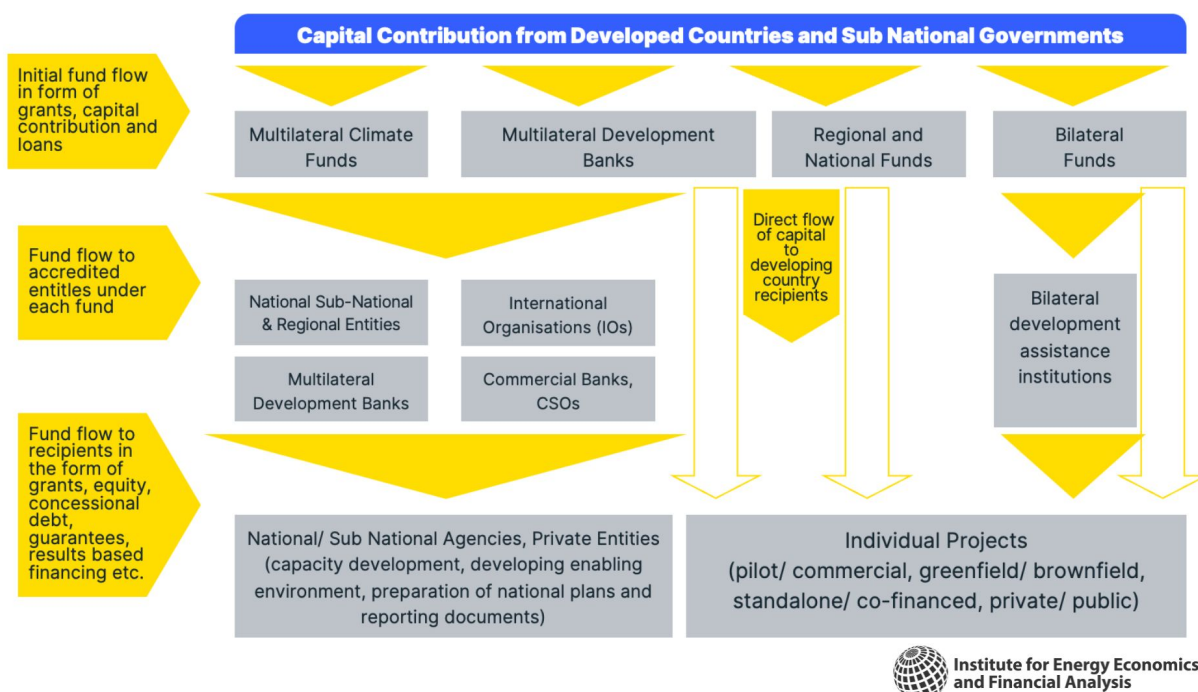 Capital Contribution from Developed Countries and Sub National Governments
Initial fund flow
in form of
grants, capital
contribution and
loans
Multilateral Climate
Funds
Multilateral Development
Banks
Regional and
National Funds
Bilateral
Funds
Fund flow to
accredited
entitles under
each fund
National Sub-National
& Regional Entities
International
Organisations (IOs)
Multilateral
Development Banks
Commercial Banks,
CSOs
Direct flow
of capital
to
developing
country
recipients
Bilateral
development
assistance
institutions
Fund flow to
recipients in
the form of
grants, equity,
concessional
debt,
guarantees,
results based
financing etc.
National/ Sub National Agencies, Private Entities
(capacity development, developing enabling
environment, preparation of national plans and
reporting documents)
Individual Projects
(pilot/ commercial, greenfield/ brownfield,
standalone/ co-financed, private/ public)
Institute for Energy Economics
and Financial Analysis